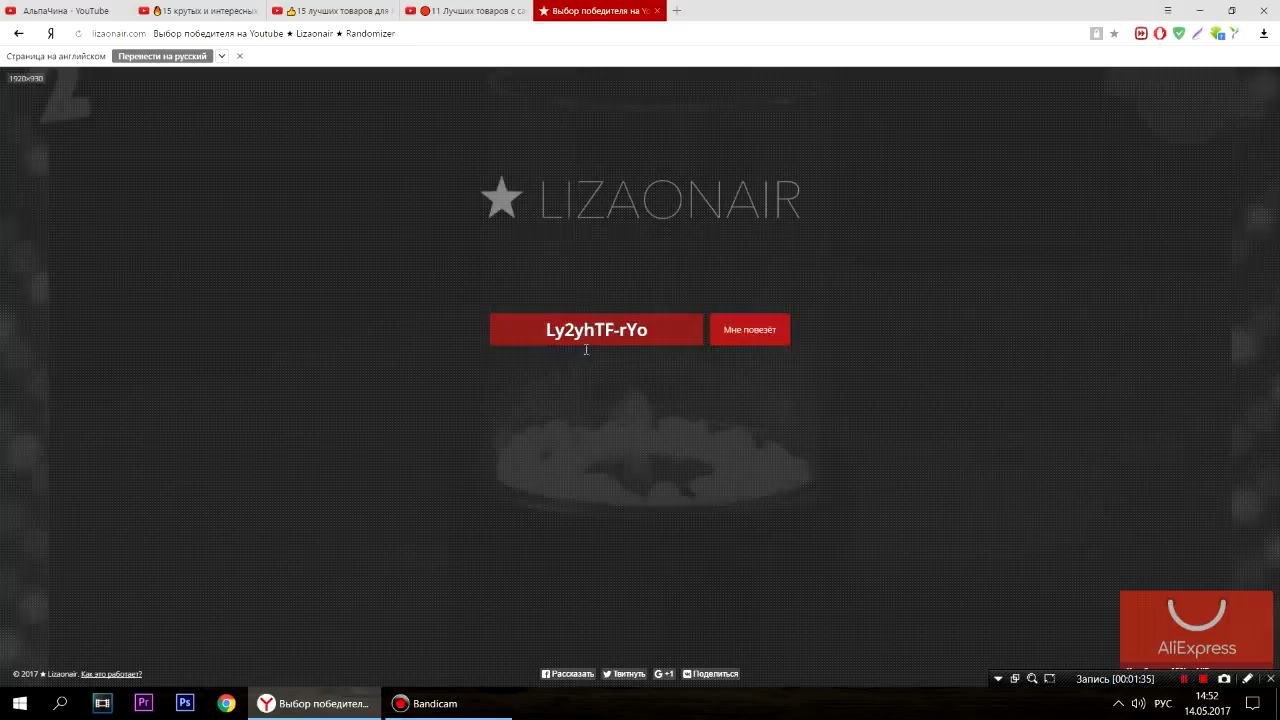 АльпаЧина - YouTube
15 крутых и интересных
15 лучших товаров для
11 Лучших товаров с са
Выбор победителя на Yo
lizaonair.com Выбор победителя на Youtube ★ Lizaonair ★ Randomizer
Страница на английском Перевести на русский
1920x930
★ LIZAONAIR
Ly2yhTF-rYo
Мне повезёт
AliExpress
© 2017 ★ Lizaonair. Как это работает?
Рассказать Твитнуть G+ +1 Поделиться
Запись [00:01:35]
Pr Ps
Выбор победител...
Bandicam
РУС
14:52
14.05.2017